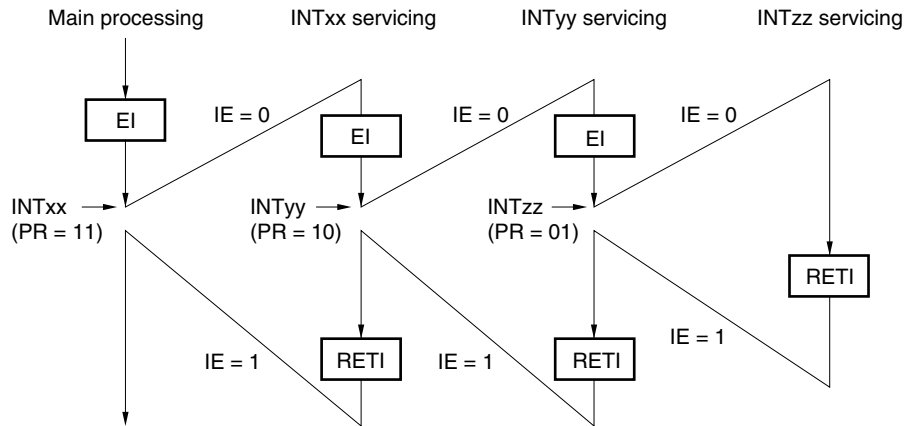 Main processing
INTxx servicing
INTyy servicing
INTzz servicing
EI
IE = 0
EI
IE = 0
EI
IE = 0
INTxx
(PR = 11)
INTyy
(PR = 10)
INTzz
(PR = 01)
RETI
IE = 1
RETI
IE = 1
RETI
IE = 1